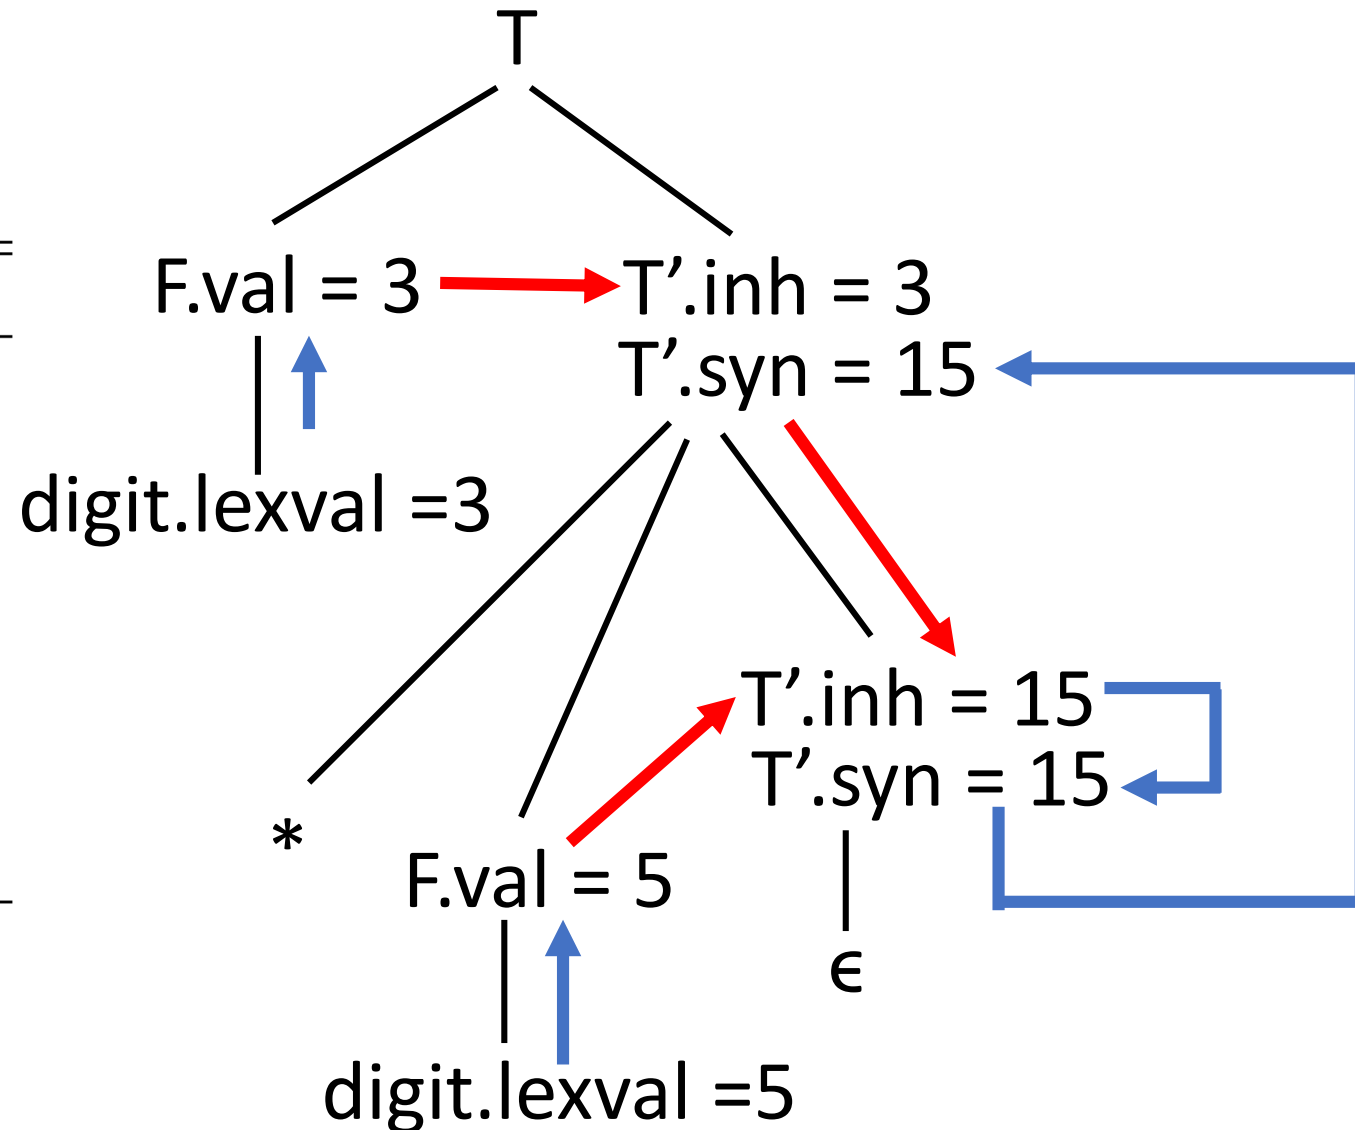 T
F.val = 3
T’.inh = 3
T’.syn = 15
digit.lexval =3
T’.inh = 15
T’.syn = 15
*
F.val = 5
ϵ
digit.lexval =5